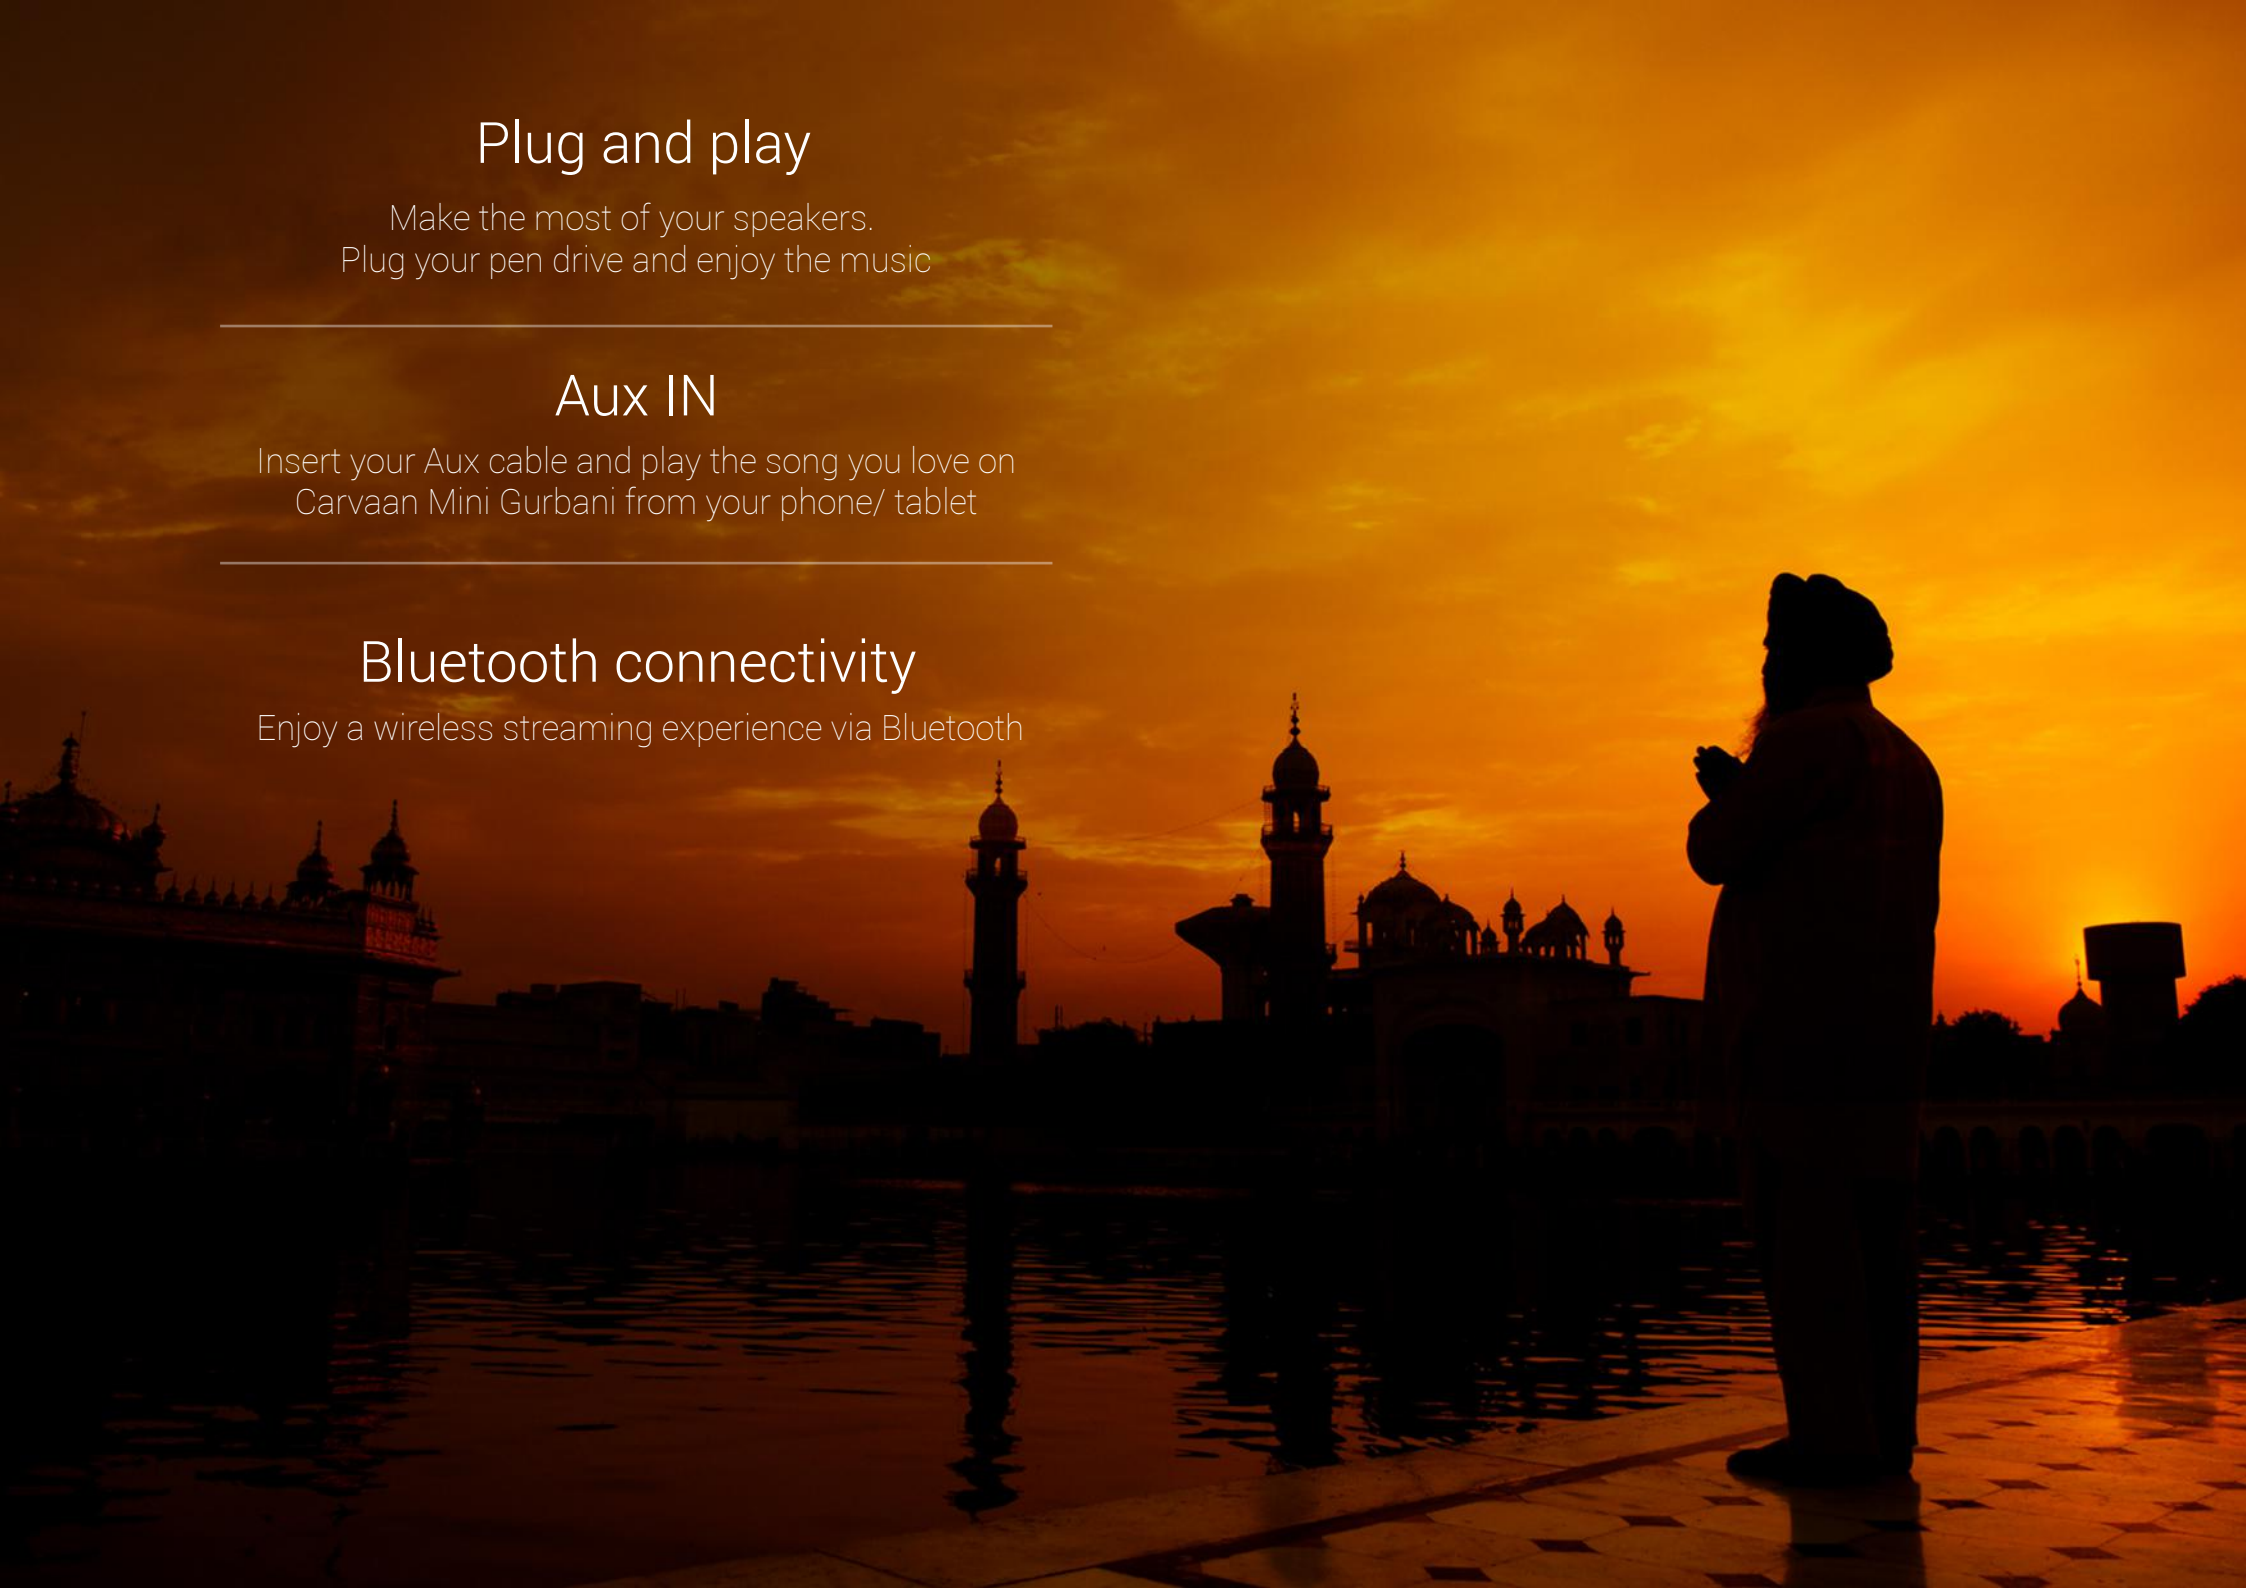 Plug and play
Make the most of your speakers.
Plug your pen drive and enjoy the music
Aux IN
Insert your Aux cable and play the song you love on
Carvaan Mini Gurbani from your phone/ tablet
Bluetooth connectivity
Enjoy a wireless streaming experience via Bluetooth